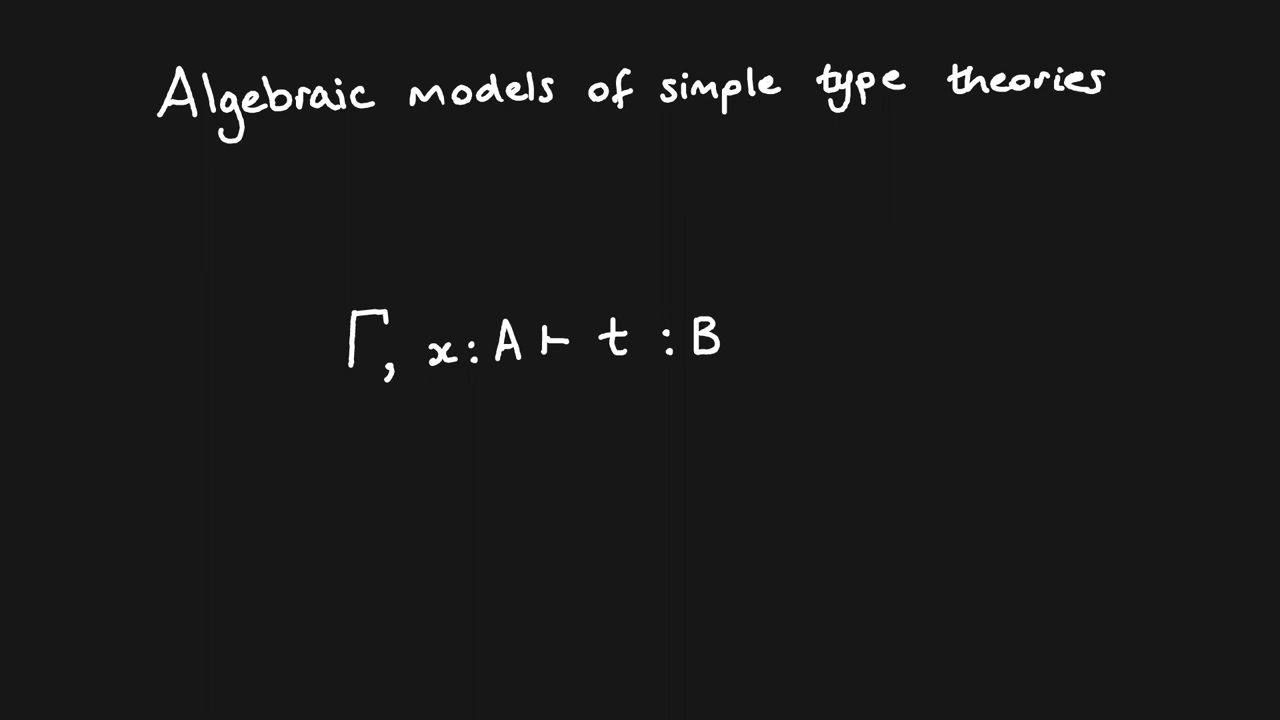 Algebraic models of simple type theories
Γ, x : A ⊢ t : B